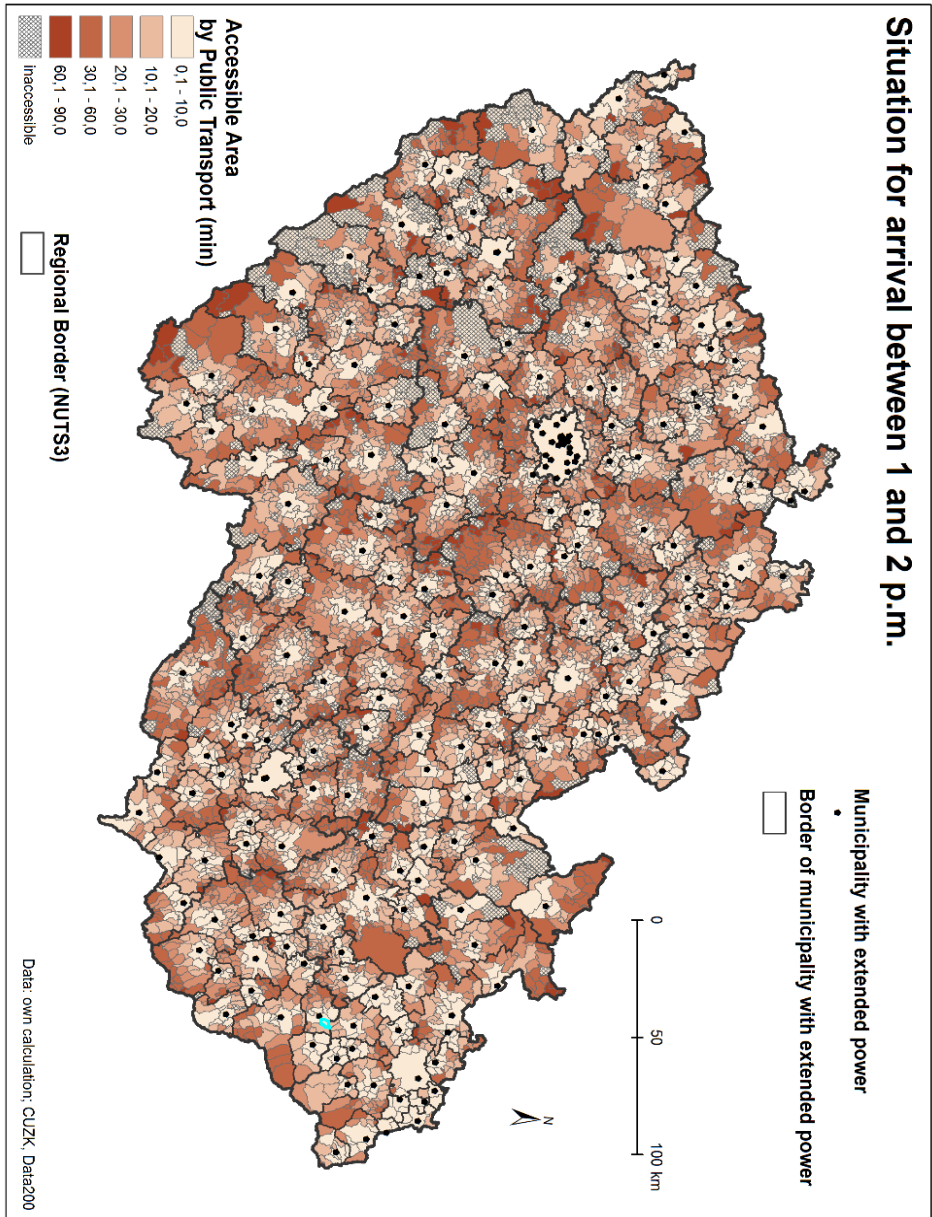 Situation for arrival between 1 and 2 p.m.
Municipality with extended power
Border of municipality with extended power
0
50
100 km
N
Accessible Area
by Public Transport (min)
0,1 - 10,0
10,1 - 20,0
20,1 - 30,0
30,1 - 60,0
60,1 - 90,0
inaccessible
Regional Border (NUTS3)
Data: own calculation; CUZK, Data200